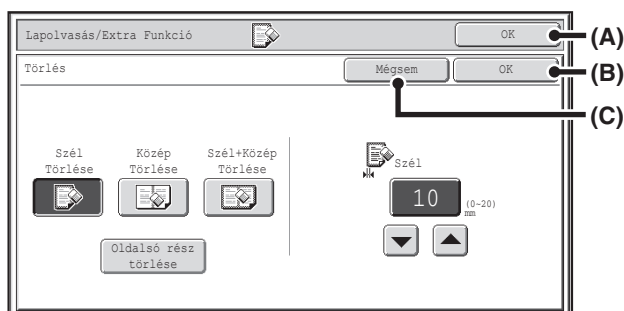 Lapolvasás/Extra Funkció
OK
(A)
Törlés
Mégsem
OK
(B)
(C)
Szél
Törlése
Közép
Törlése
Szél+Közép
Törlése
Szél
10
(0~20)
mm
Oldalsó rész
törlése